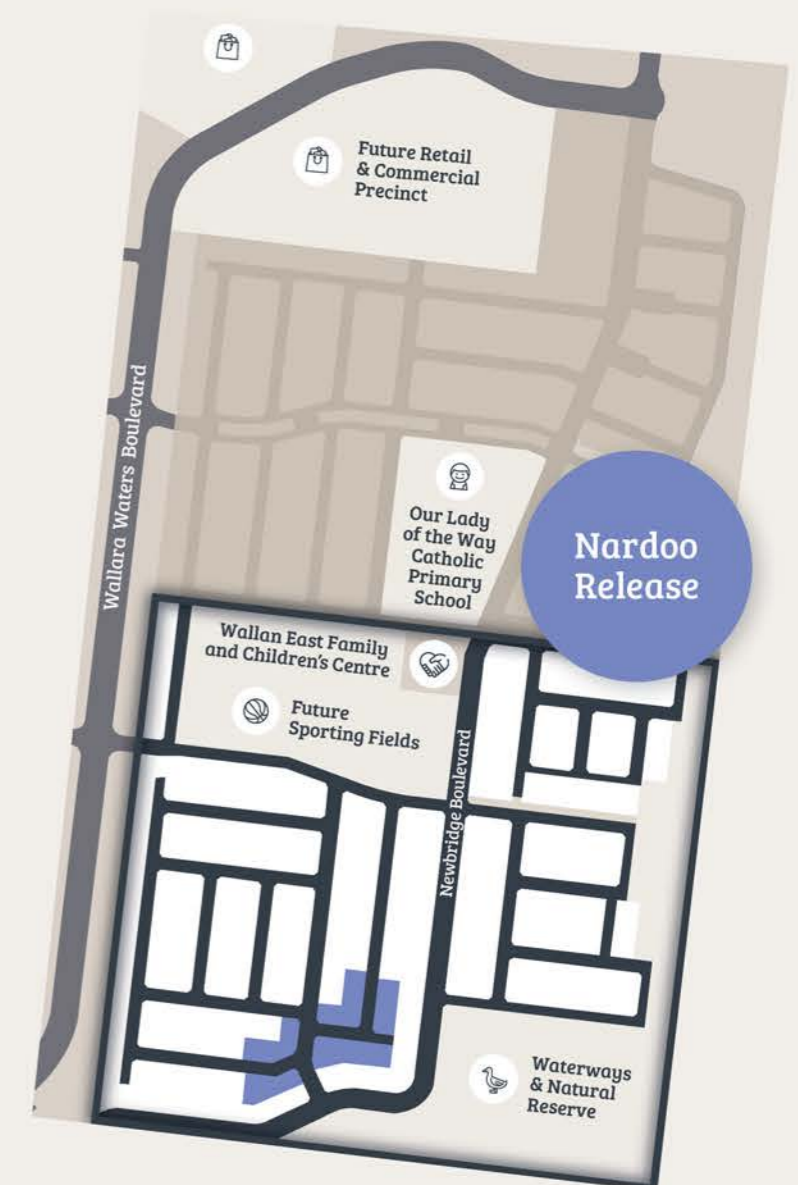 Future Retail
& Commercial
Precinct
Wallara Waters Boulevard
Our Lady
of the Way
Catholic
Primary
School
Nardoo
Release
Wallan East Family
and Children's Centre
Future
Sporting Fields
Newbridge Boulevard
Waterways
& Natural
Reserve